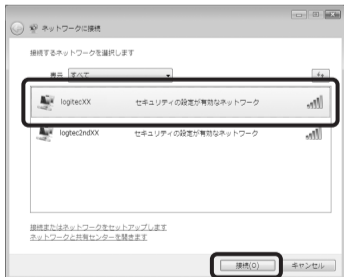 ネットワークに接続
接続するネットワークを選択します
表示 すべて
logitecXX セキュリティの設定が有効なネットワーク
logtec2ndXX セキュリティの設定が有効なネットワーク
接続またはネットワークをセットアップします
ネットワークと共有センターを開きます
接続(O) キャンセル